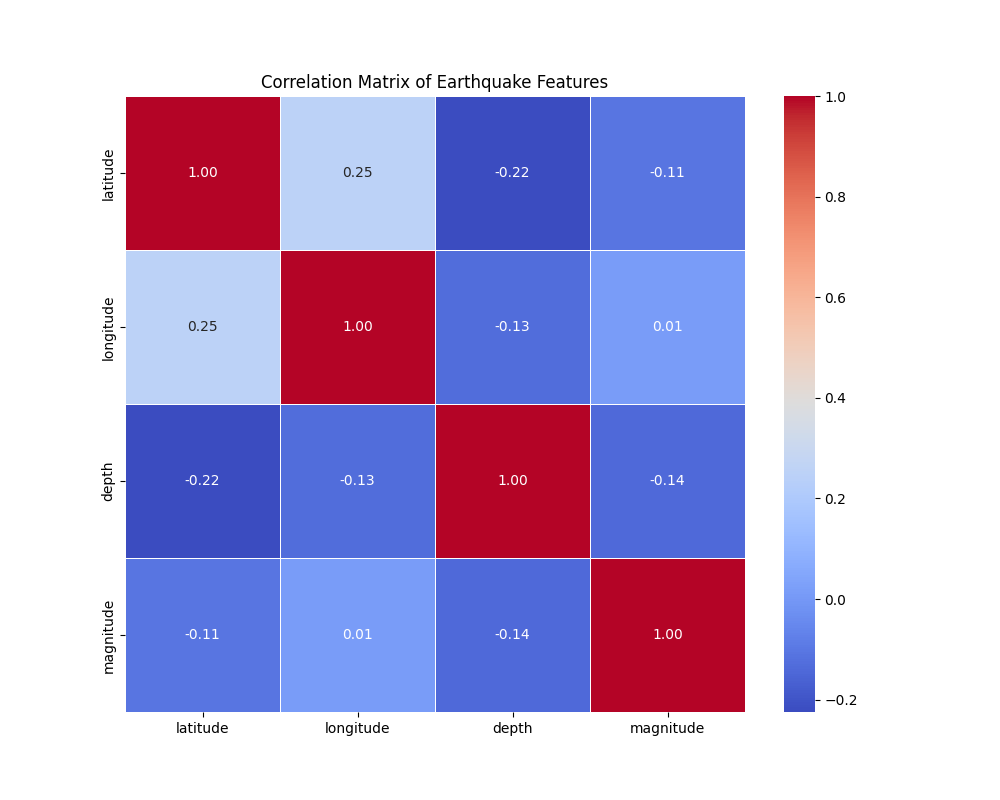 Correlation Matrix of Earthquake Features
latitude
1.00
0.25
-0.22
-0.11
longitude
0.25
1.00
-0.13
0.01
depth
-0.22
-0.13
1.00
-0.14
magnitude
-0.11
0.01
-0.14
1.00
latitude
longitude
depth
magnitude
1.0
0.8
0.6
0.4
0.2
0.0
−0.2